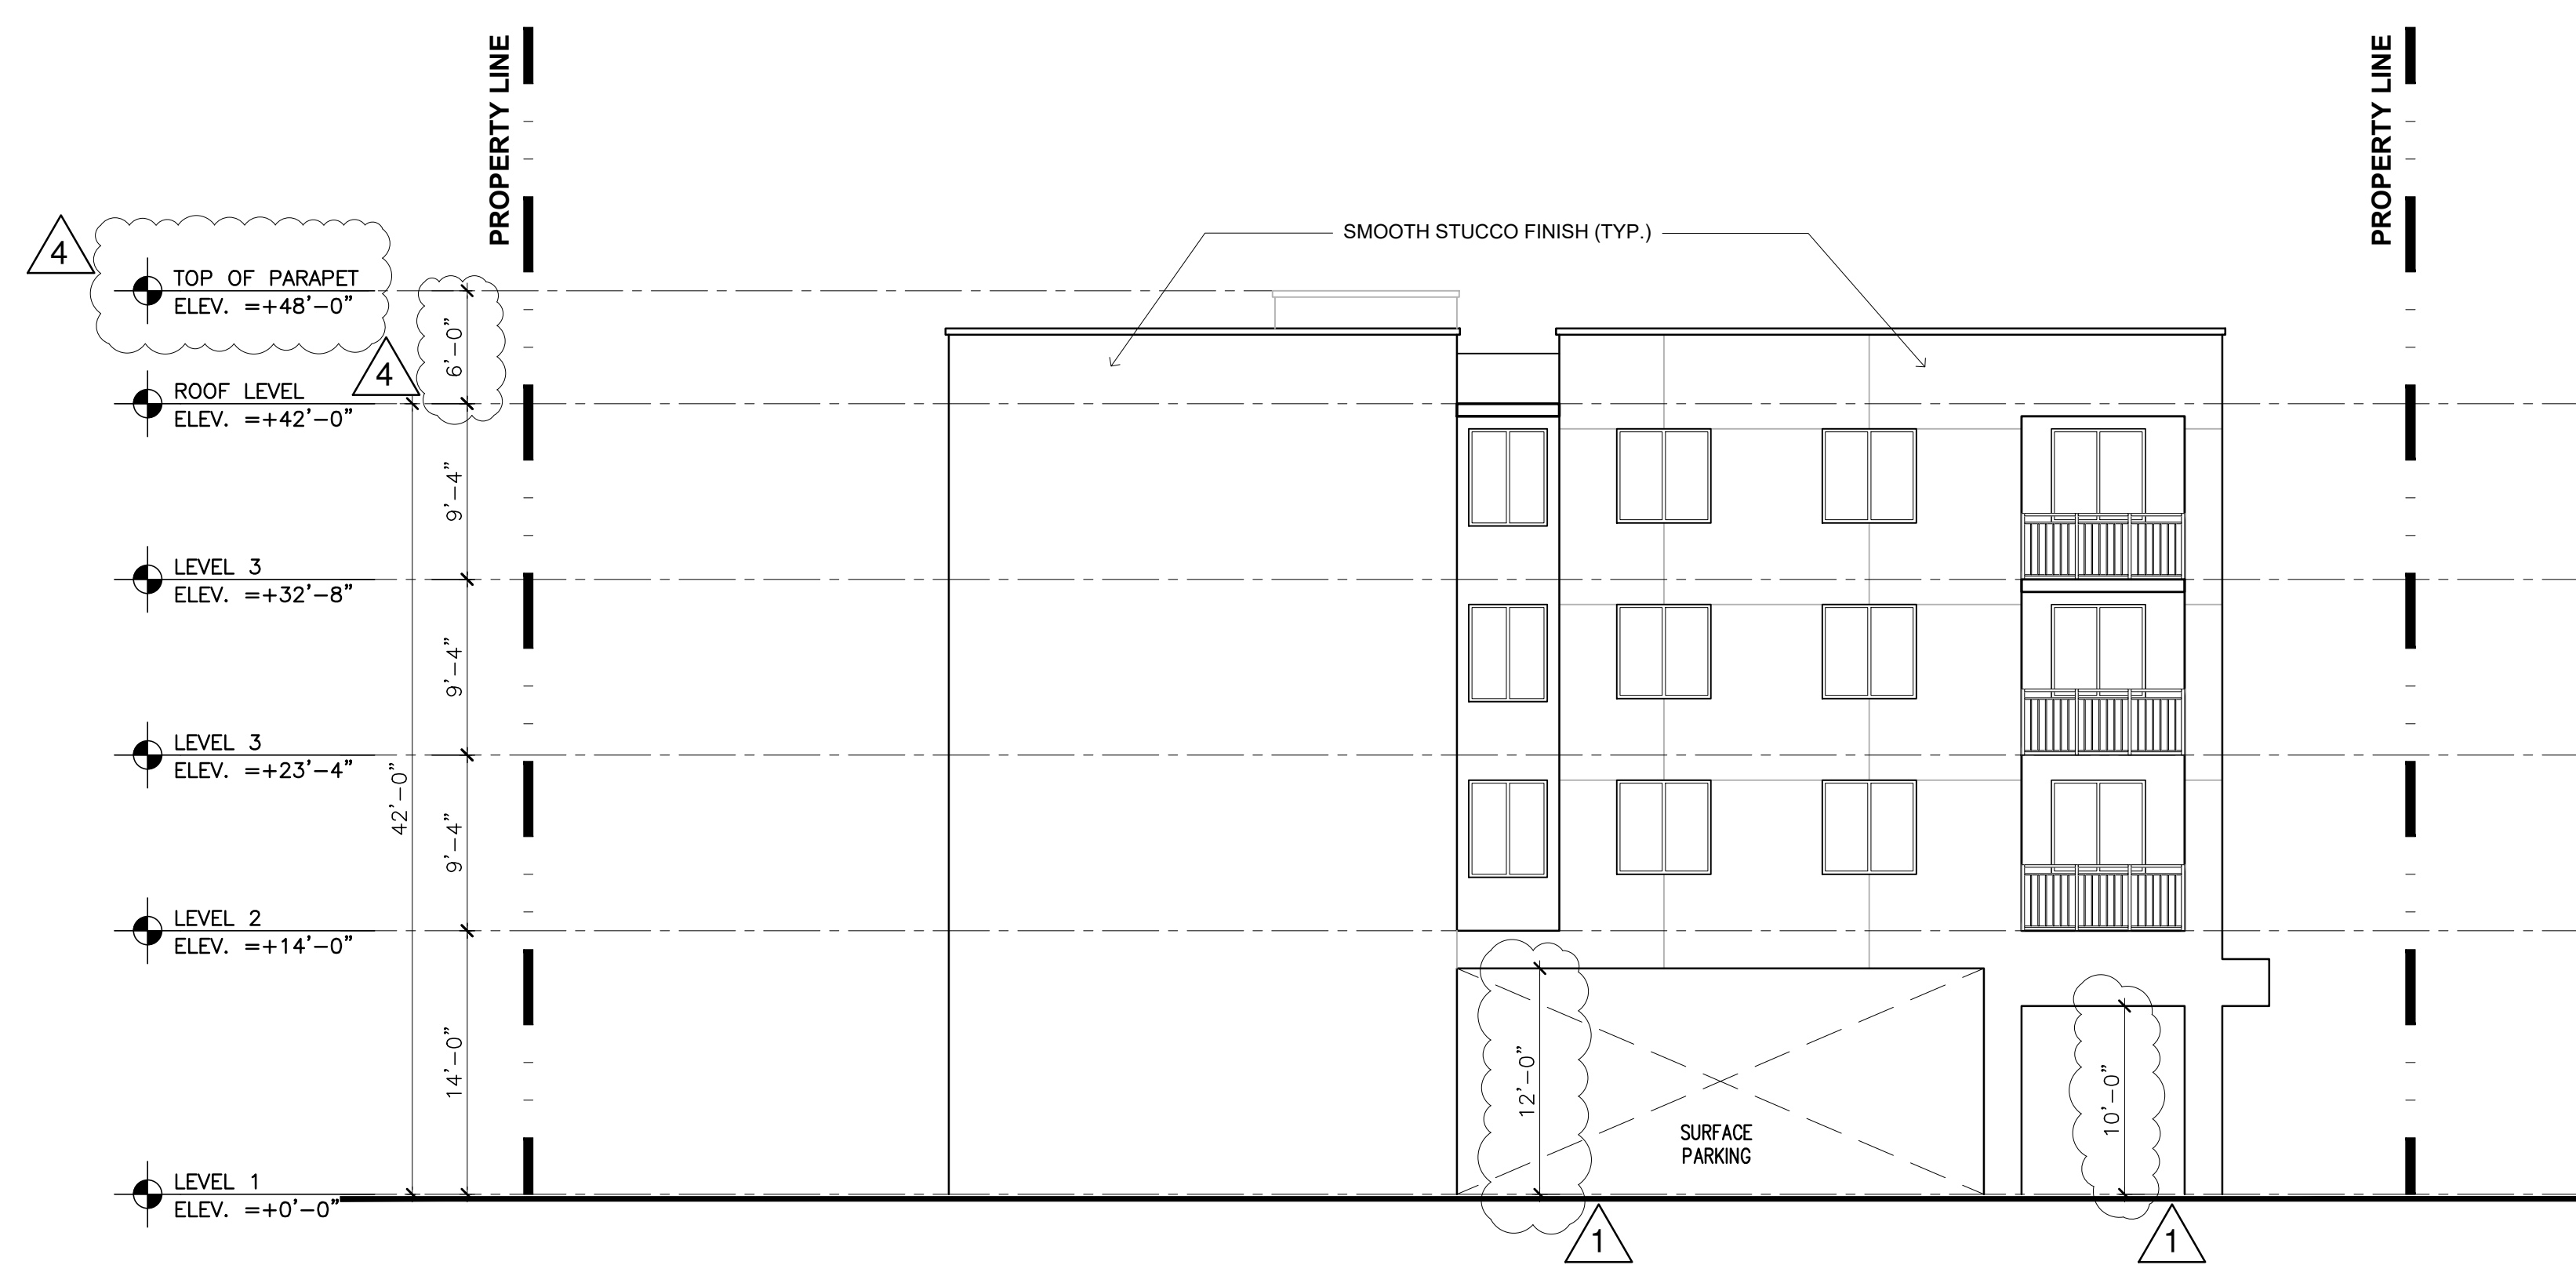 PROPERTY LINE
PROPERTY LINE
SMOOTH STUCCO FINISH (TYP.)
4
TOP OF PARAPET
ELEV. =+48'-0"
6'-0"
4
ROOF LEVEL
ELEV. =+42'-0"
9'-4"
LEVEL 3
ELEV. =+32'-8"
9'-4"
LEVEL 3
ELEV. =+23'-4"
42'-0"
9'-4"
LEVEL 2
ELEV. =+14'-0"
14'-0"
12'-0"
10'-0"
SURFACE
PARKING
LEVEL 1
ELEV. =+0'-0"
1
1